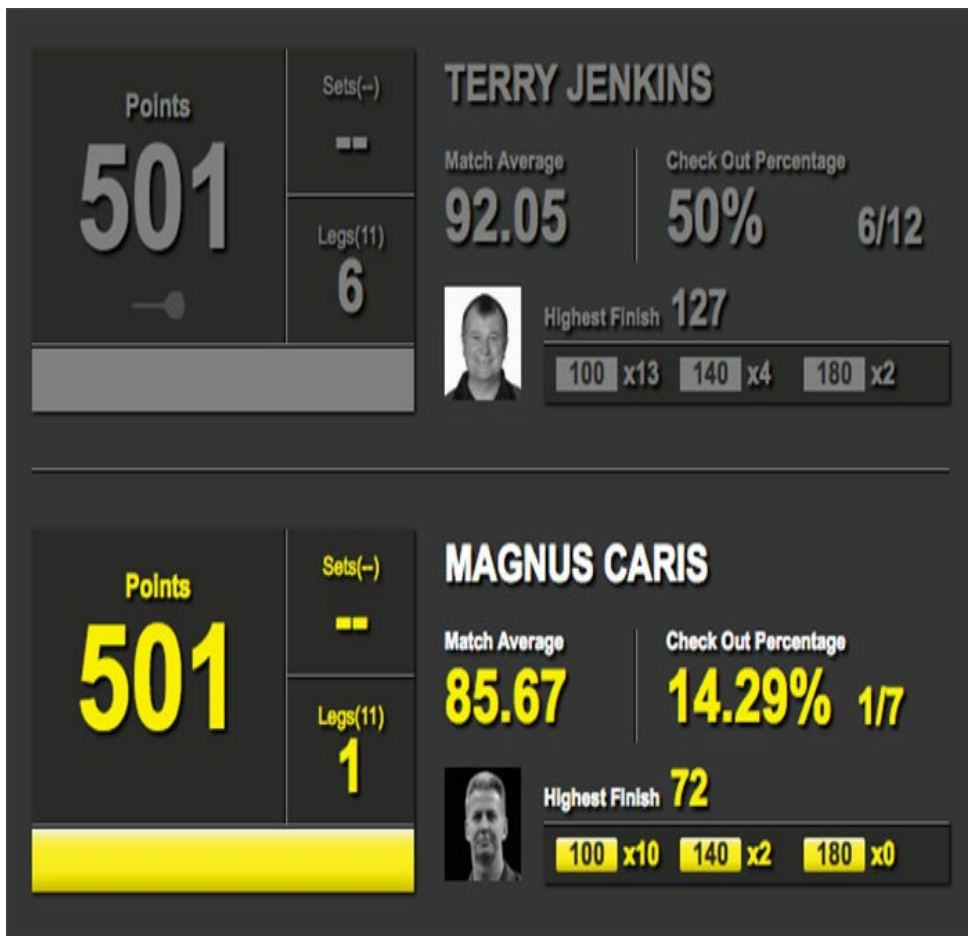 TERRY JENKINS
Points
501
Sets(--)
--
Legs(11)
6
Match Average
92.05
Check Out Percentage
50% 6/12
Highest Finish 127
100 x13 140 x4 180 x2
MAGNUS CARIS
Points
501
Sets(--)
--
Legs(11)
1
Match Average
85.67
Check Out Percentage
14.29% 1/7
Highest Finish 72
100 x10 140 x2 180 x0